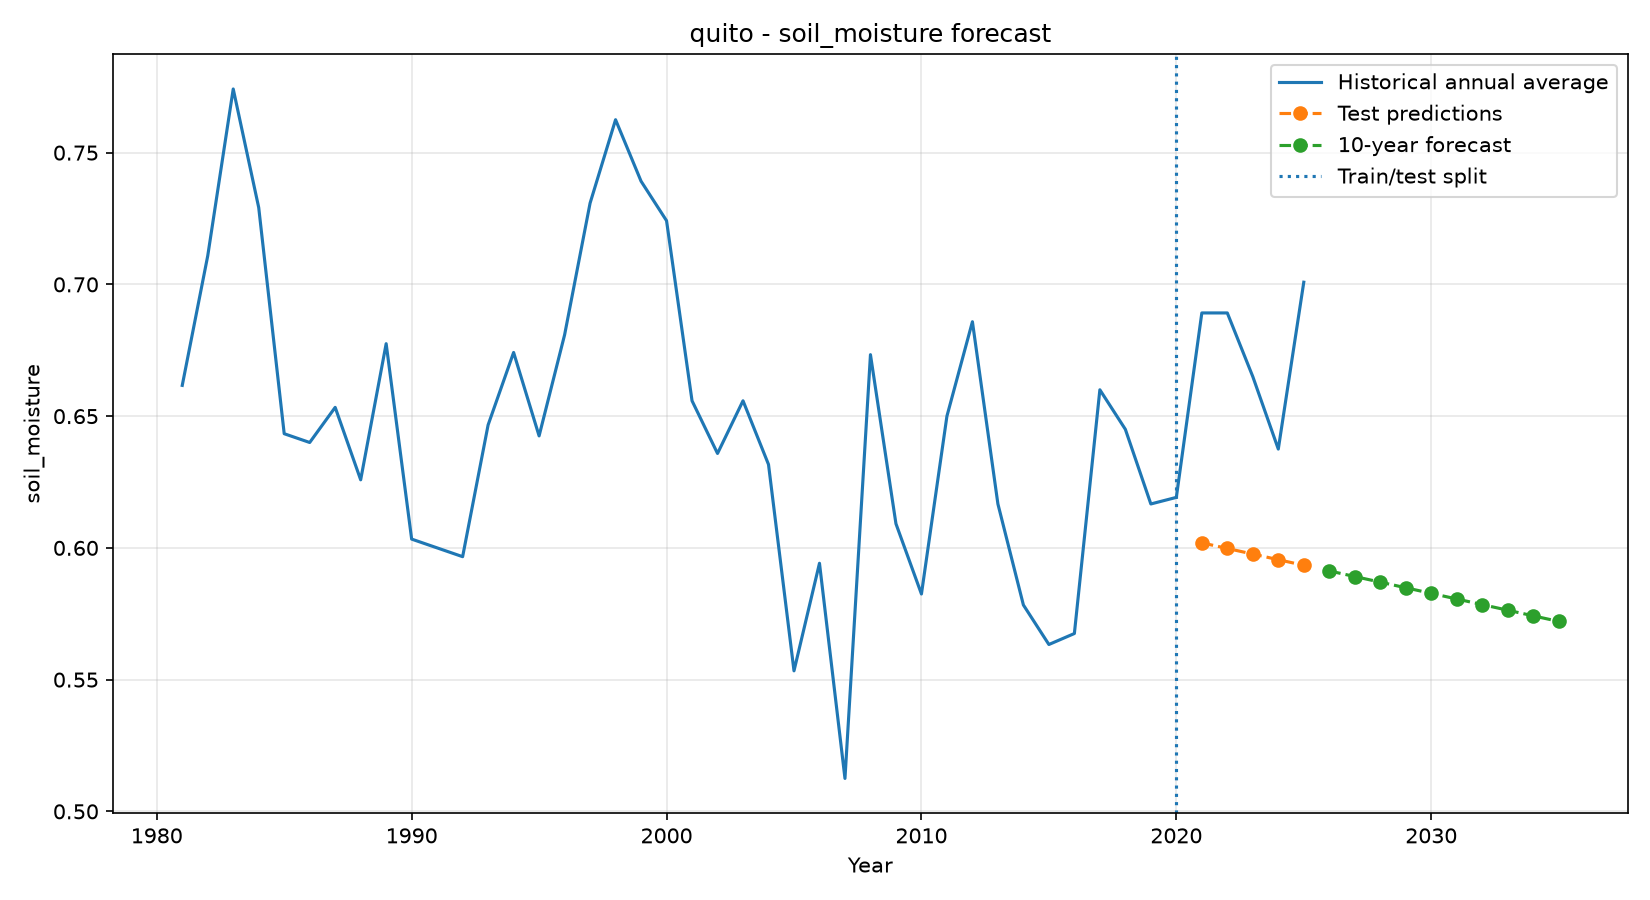 quito - soil_moisture forecast
Historical annual average
Test predictions
10-year forecast
Train/test split
soil_moisture
0.75
0.70
0.65
0.60
0.55
0.50
1980 1990 2000 2010 2020 2030
Year